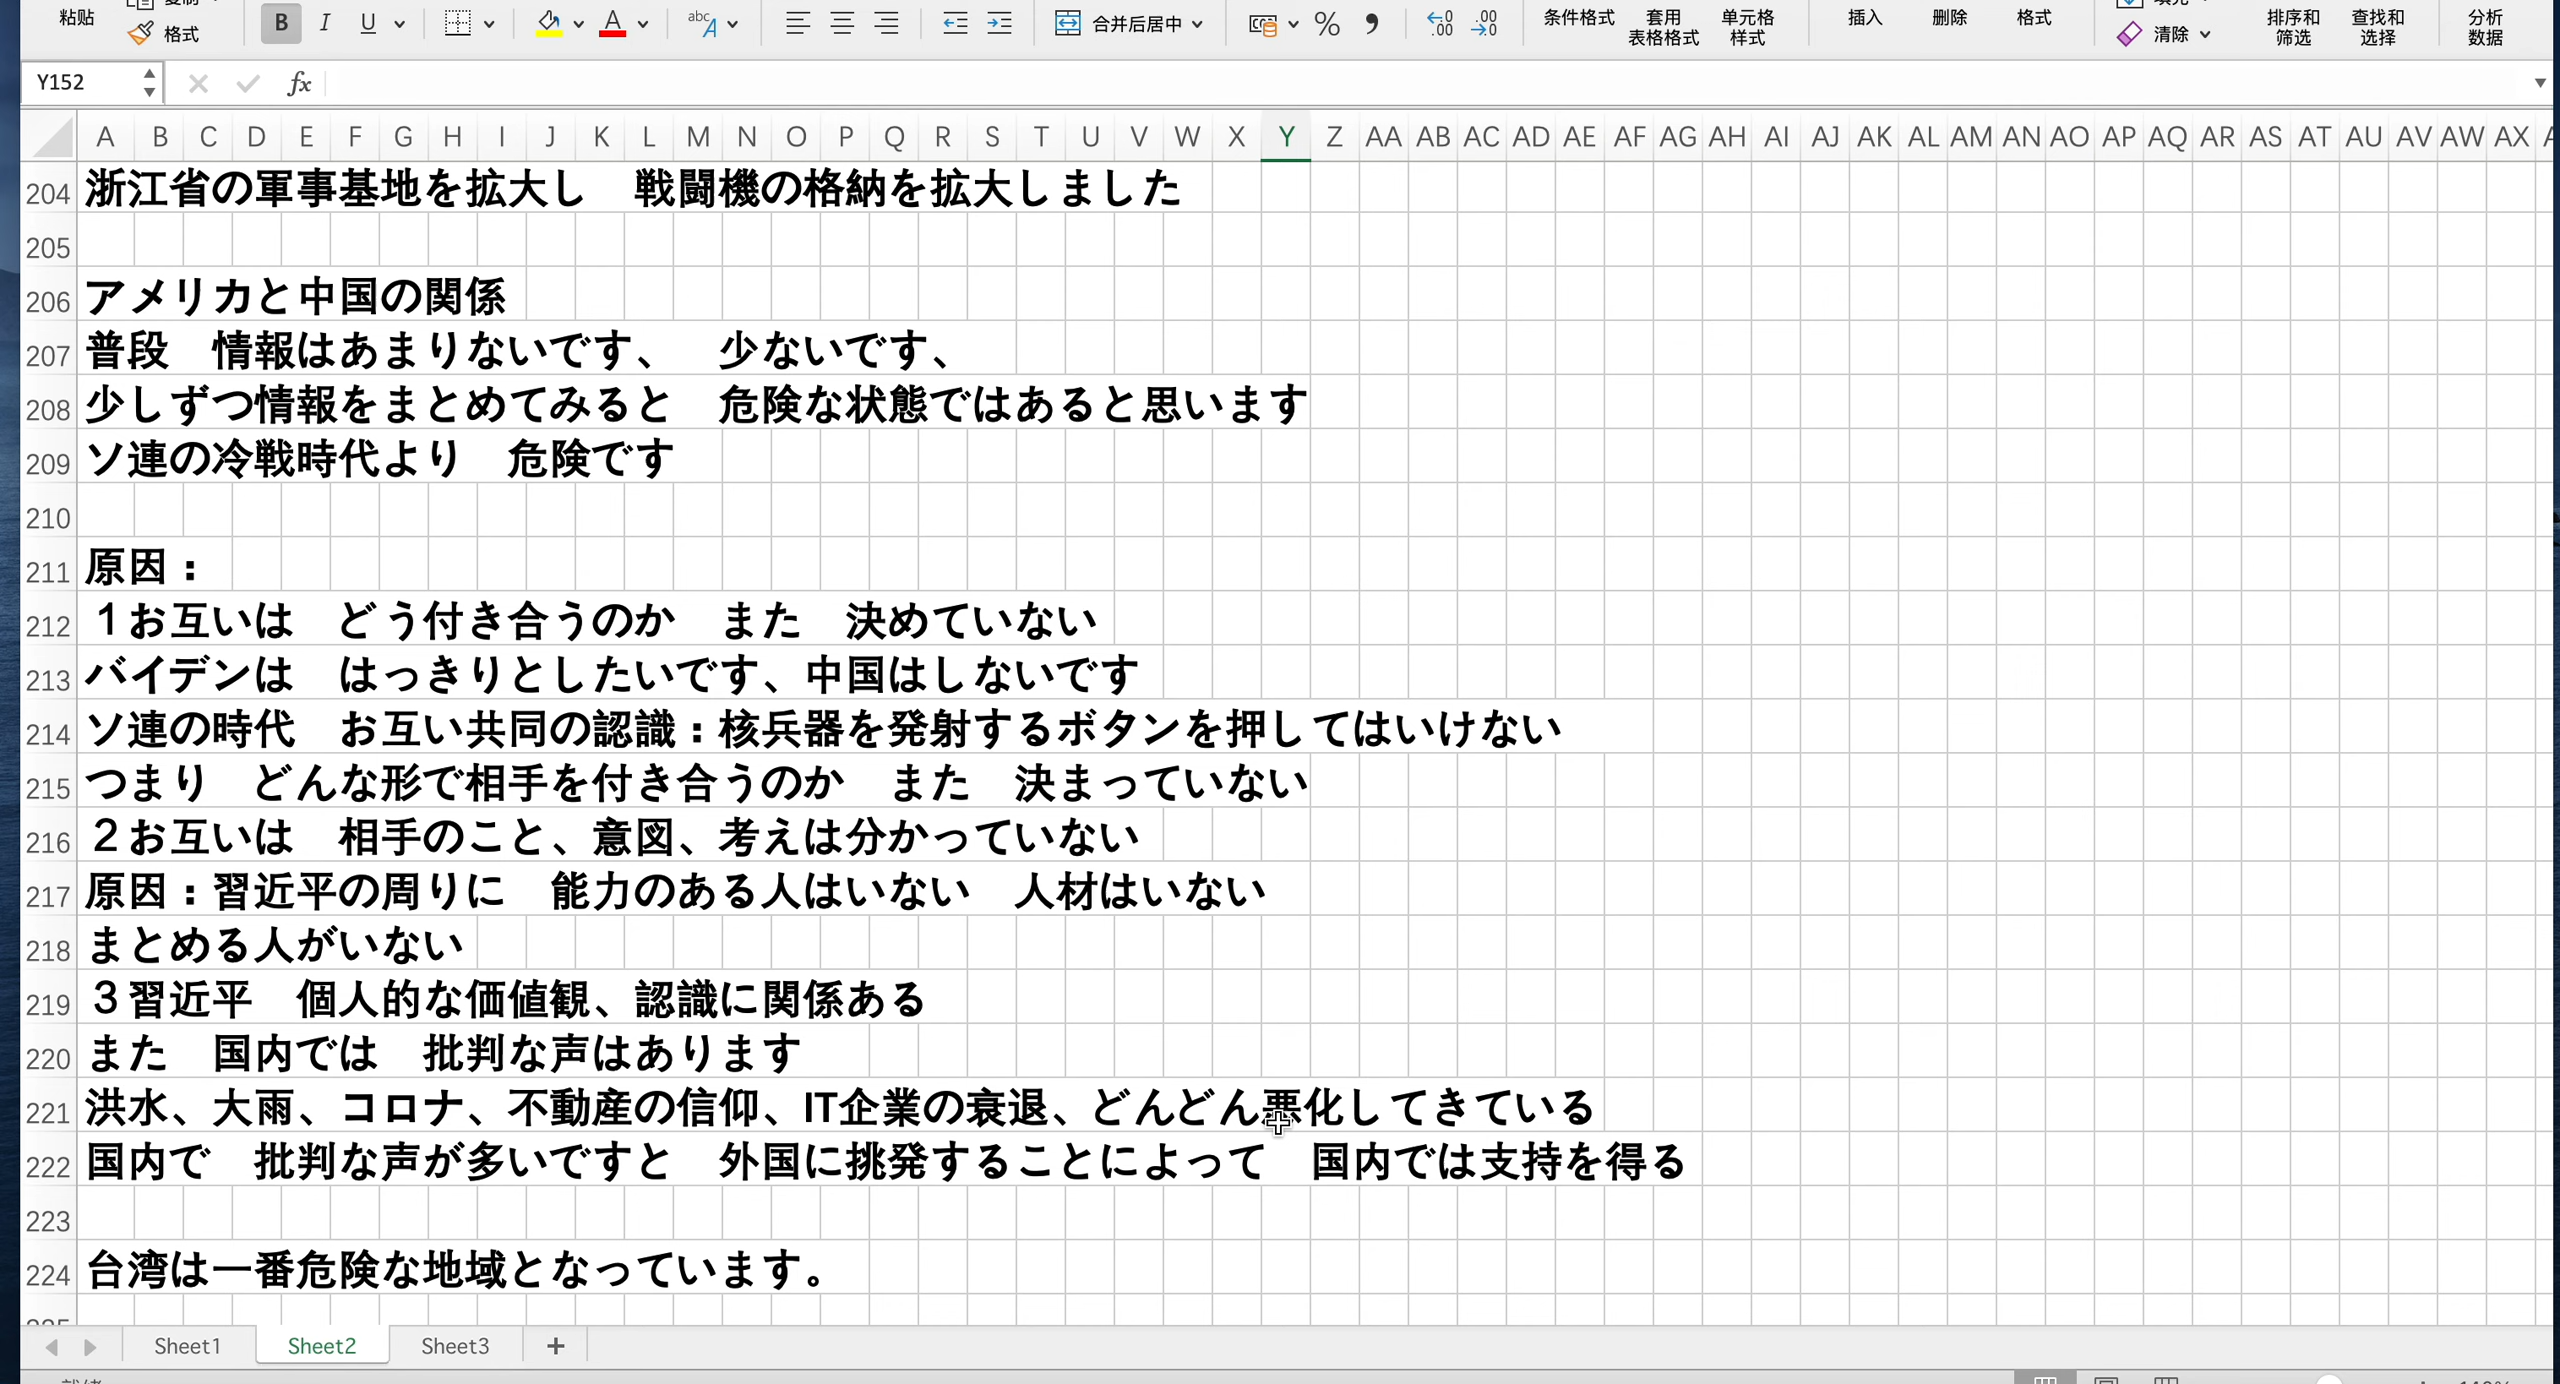 粘贴
格式
B I U
A
abc A
合并后居中
% 
条件格式
套用
表格格式
单元格
样式
插入
删除
格式
清除
排序和
筛选
查找和
选择
分析
数据
Y152
fx
A B C D E F G H I J K L M N O P Q R S T U V W X Y Z AA AB AC AD AE AF AG AH AI AJ AK AL AM AN AO AP AQ AR AS AT AU AV AW AX
204 浙江省の軍事基地を拡大し　戦闘機の格納を拡大しました
205
206 アメリカと中国の関係
207 普段　情報はあまりないです、　少ないです、
208 少しずつ情報をまとめてみると　危険な状態ではあると思います
209 ソ連の冷戦時代より　危険です
210
211 原因：
212 １お互いは　どう付き合うのか　また　決めていない
213 バイデンは　はっきりとしたいです、中国はしないです
214 ソ連の時代　お互い共同の認識：核兵器を発射するボタンを押してはいけない
215 つまり　どんな形で相手を付き合うのか　また　決まっていない
216 ２お互いは　相手のこと、意図、考えは分かっていない
217 原因：習近平の周りに　能力のある人はいない　人材はいない
218 まとめる人がいない
219 ３習近平　個人的な価値観、認識に関係ある
220 また　国内では　批判な声はあります
221 洪水、大雨、コロナ、不動産の信仰、IT企業の衰退、どんどん悪化してきている
222 国内で　批判な声が多いですと　外国に挑発することによって　国内では支持を得る
223
224 台湾は一番危険な地域となっています。
Sheet1 Sheet2 Sheet3 +